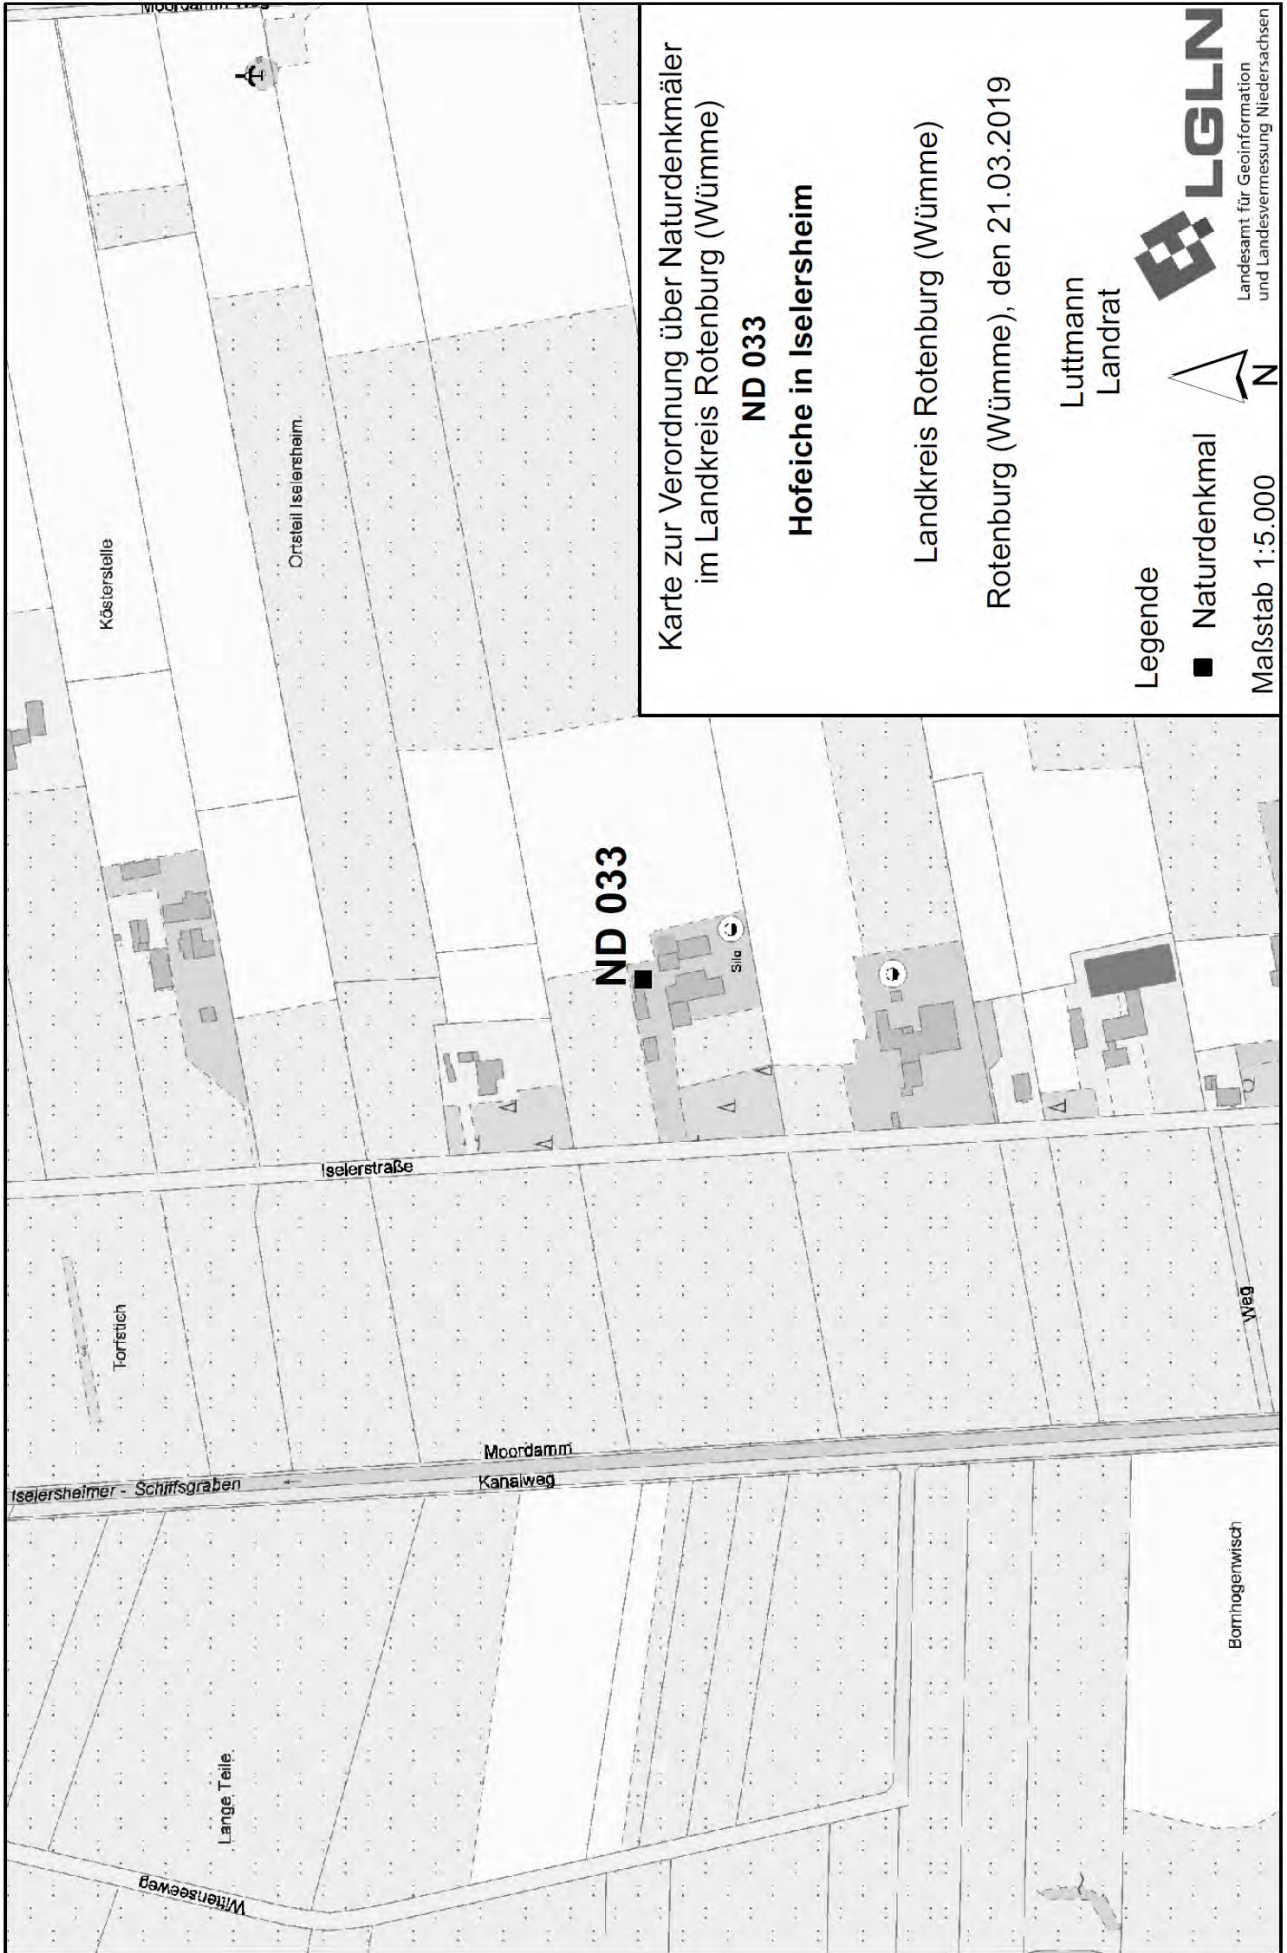 Moordamm Weg
Kösterstelle
Ortsteil Iselersheim
ND 033
Silo
Iselerstraße
Torfstich
Moordamm
Iselersheimer - Schiffsgraben
Kanalweg
Weg
Lange Teile
Wittenseeweg
Bornhogenwisch
Karte zur Verordnung über Naturdenkmäler
im Landkreis Rotenburg (Wümme)
ND 033
Hofeiche in Iselersheim
Landkreis Rotenburg (Wümme)
Rotenburg (Wümme), den 21.03.2019
Luttmann
Landrat
Legende
Naturdenkmal
Maßstab 1:5.000
N
LGLN
Landesamt für Geoinformation
und Landesvermessung Niedersachsen